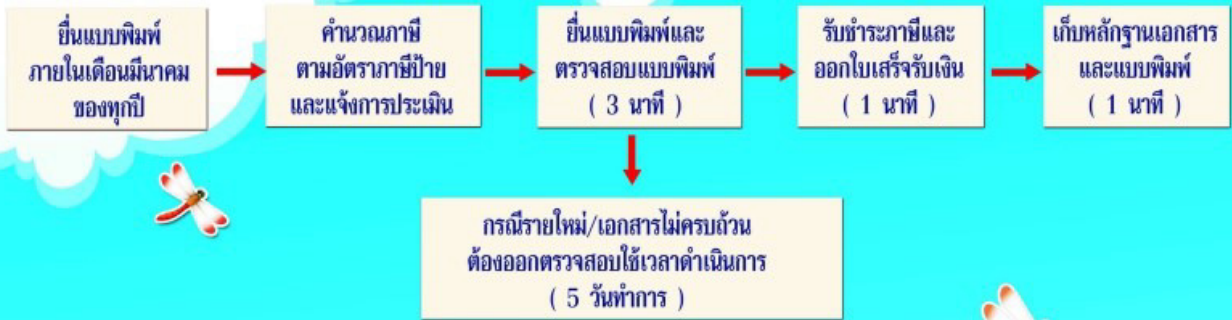 ยื่นแบบพิมพ์
ภายในเดือนมีนาคม
ของทุกปี
คำนวณภาษี
ตามอัตราภาษีป้าย
และแจ้งการประเมิน
ยื่นแบบพิมพ์และ
ตรวจสอบแบบพิมพ์
( 3 นาที )
รับชำระภาษีและ
ออกใบเสร็จรับเงิน
( 1 นาที )
เก็บหลักฐานเอกสาร
และแบบพิมพ์
( 1 นาที )
กรณีรายใหม่/เอกสารไม่ครบถ้วน
ต้องออกตรวจสอบใช้เวลาดำเนินการ
( 5 วันทำการ )